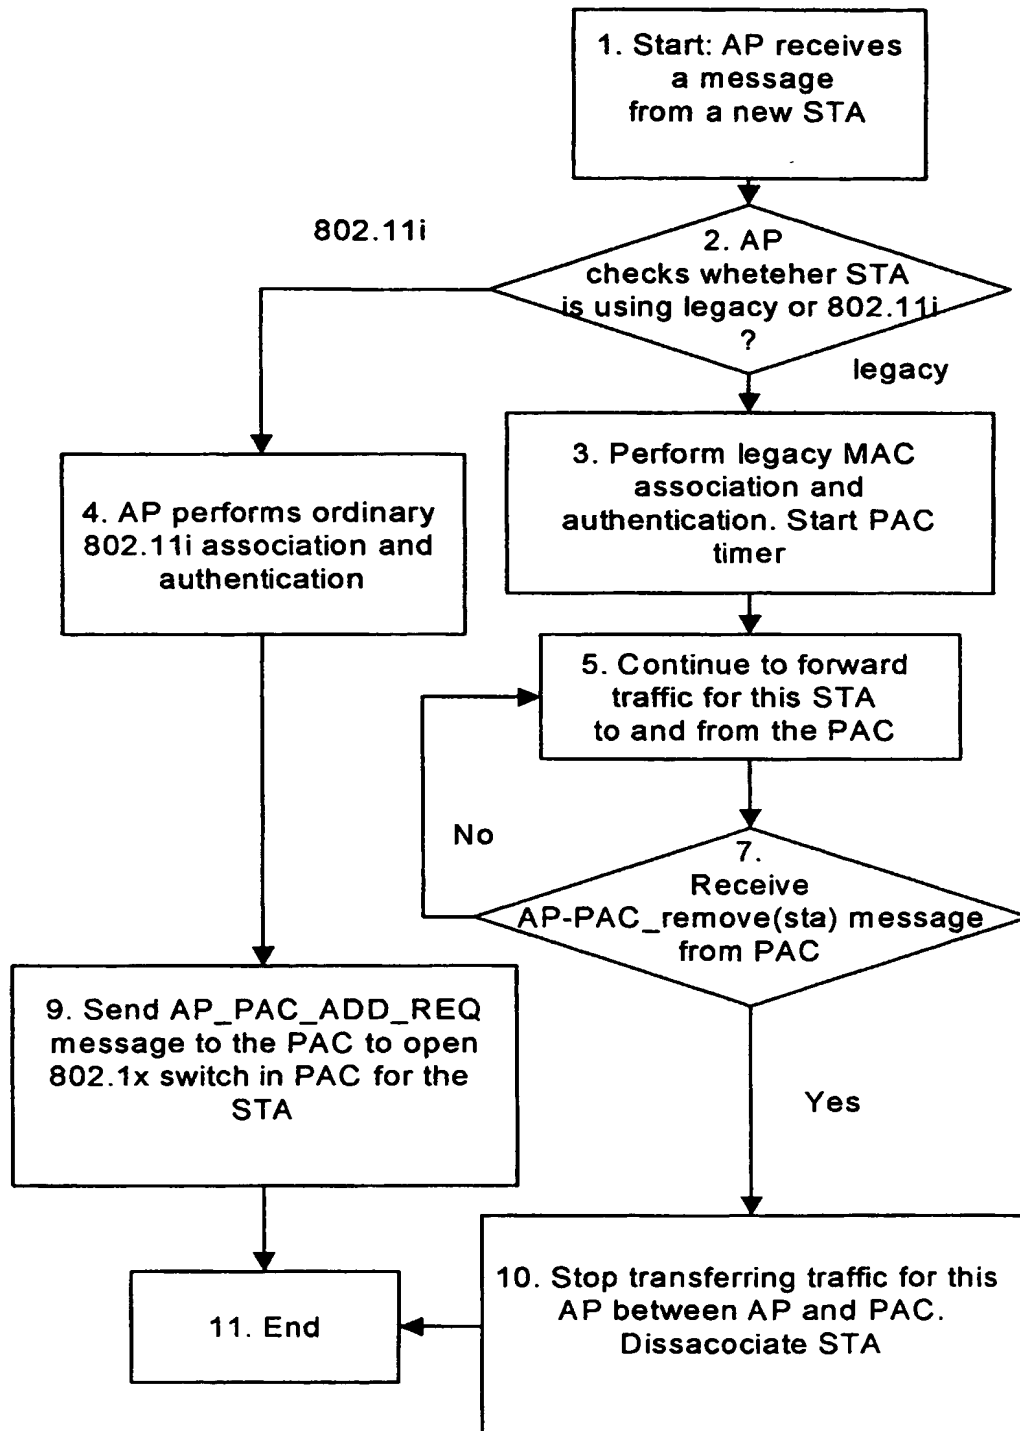 1. Start: AP receives
a message
from a new STA
802.11i
2. AP
checks wheteher STA
is using legacy or 802.11i
?
legacy
3. Perform legacy MAC
association and
authentication. Start PAC
timer
4. AP performs ordinary
802.11i association and
authentication
5. Continue to forward
traffic for this STA
to and from the PAC
No
7.
Receive
AP-PAC_remove(sta) message
from PAC
9. Send AP_PAC_ADD_REQ
message to the PAC to open
802.1x switch in PAC for the
STA
Yes
10. Stop transferring traffic for this
AP between AP and PAC.
Dissacociate STA
11. End